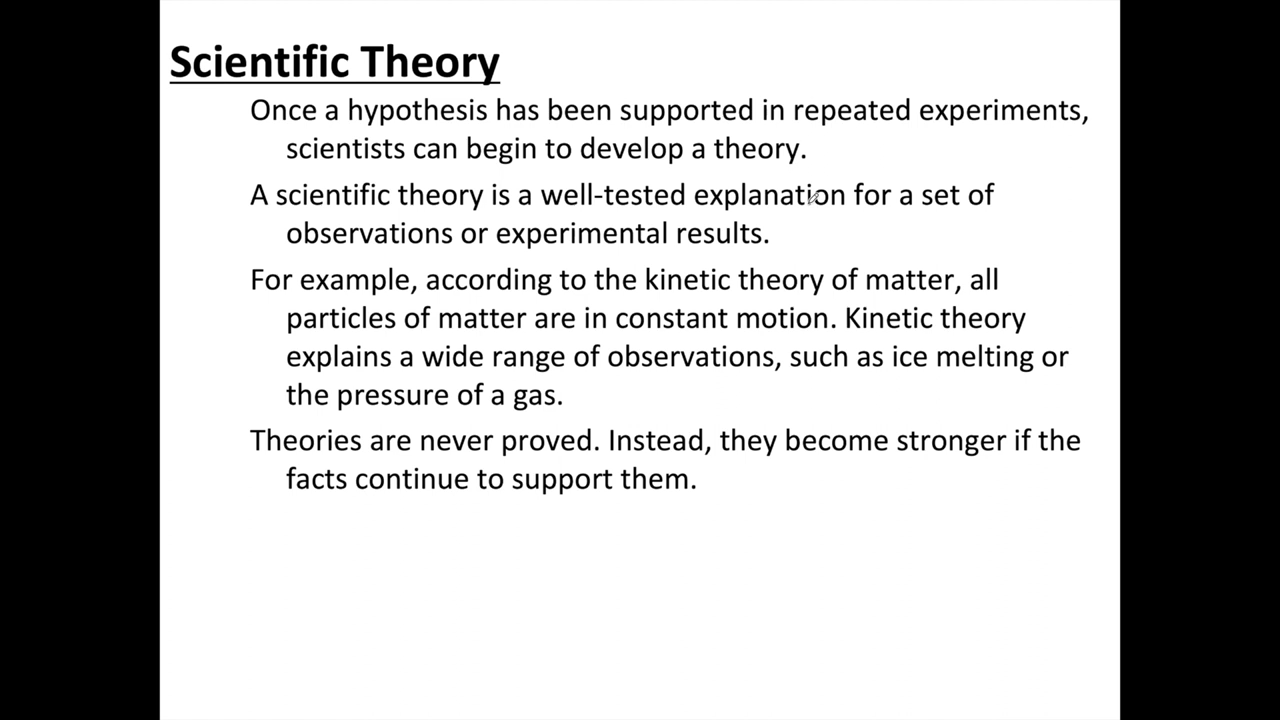 Scientific Theory
Once a hypothesis has been supported in repeated experiments,
scientists can begin to develop a theory.
A scientific theory is a well-tested explanation for a set of
observations or experimental results.
For example, according to the kinetic theory of matter, all
particles of matter are in constant motion. Kinetic theory
explains a wide range of observations, such as ice melting or
the pressure of a gas.
Theories are never proved. Instead, they become stronger if the
facts continue to support them.